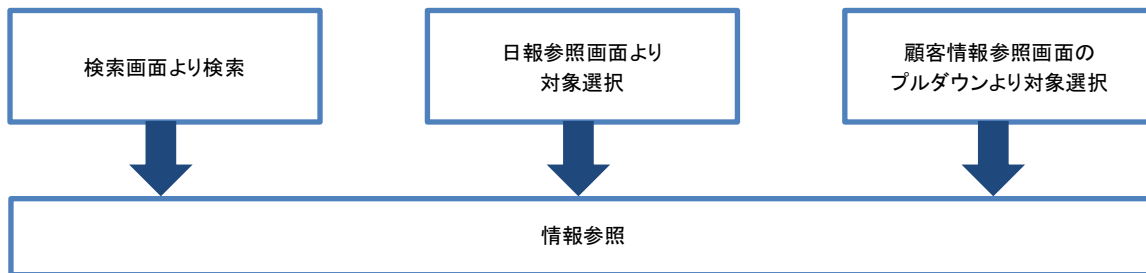 検索画面より検索
日報参照画面より
対象選択
顧客情報参照画面の
プルダウンより対象選択
情報参照